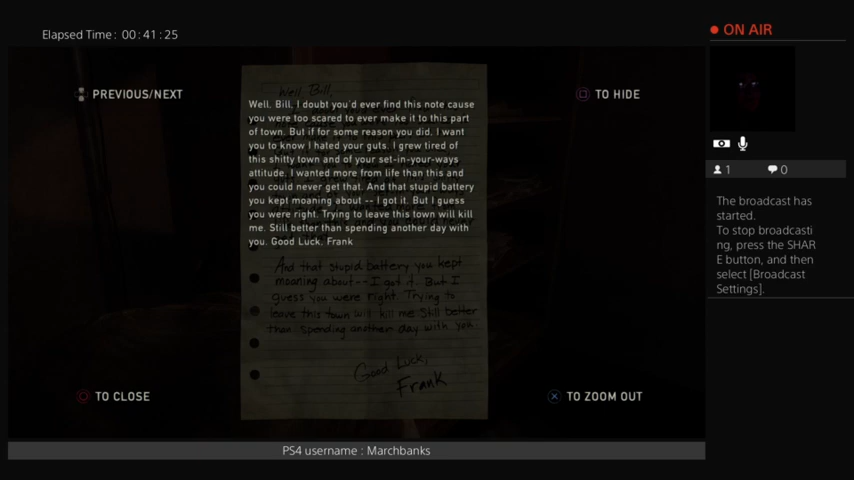 Elapsed Time: 00:41:25
ON AIR
PREVIOUS/NEXT
TO HIDE
Well, Bill,
Well, Bill, I doubt you'd ever find this note cause
you were too scared to ever make it to this part
of town. But if for some reason you did, I want
you to know I hated your guts. I grew tired of
this shitty town and of your set-in-your-ways
attitude. I wanted more from life than this and
you could never get that. And that stupid battery
you kept moaning about -- I got it. But I guess
you were right. Trying to leave this town will kill
me. Still better than spending another day with
you. Good Luck, Frank
And that stupid battery you kept
moaning about -- I got it. But I
guess you were right. Trying to
leave this town will kill me. Still better
than spending another day with you.
Good Luck,
Frank
TO CLOSE
TO ZOOM OUT
PS4 username : Marchbanks
1
0
The broadcast has
started.
To stop broadcasti
ng, press the SHAR
E button, and then
select [Broadcast
Settings].